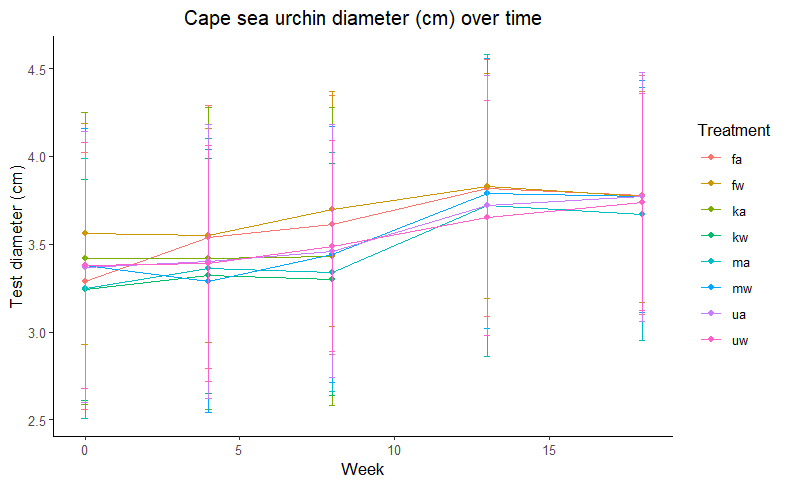 Cape sea urchin diameter (cm) over time
Test diameter (cm)
4.5
4.0
3.5
3.0
2.5
0 5 10 15
Week
Treatment
fa
fw
ka
kw
ma
mw
ua
uw